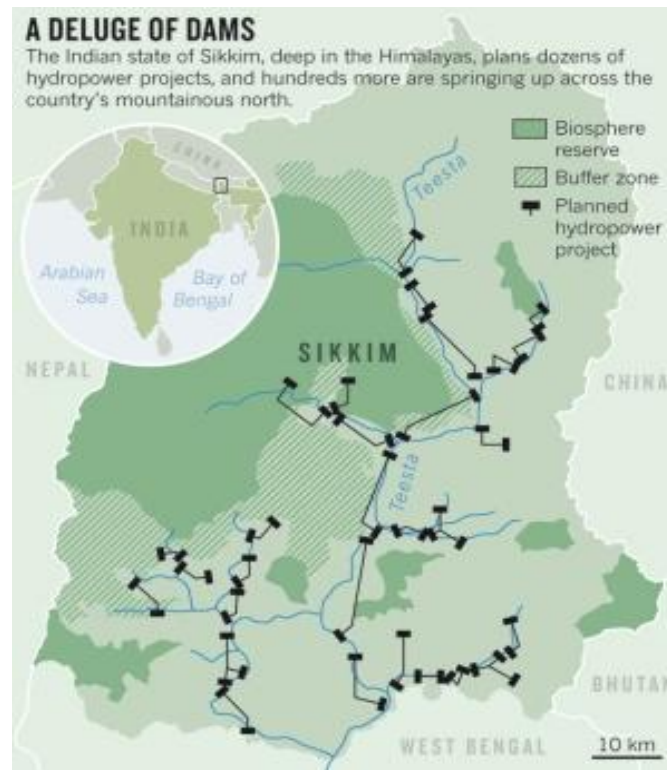 A DELUGE OF DAMS
The Indian state of Sikkim, deep in the Himalayas, plans dozens of
hydropower projects, and hundreds more are springing up across the
country's mountainous north.
Biosphere
reserve
Buffer zone
Planned
hydropower
project
CHINA
INDIA
Arabian
Sea
Bay of
Bengal
Teesta
NEPAL
SIKKIM
CHINA
Teesta
BHUTAN
WEST BENGAL
10 km